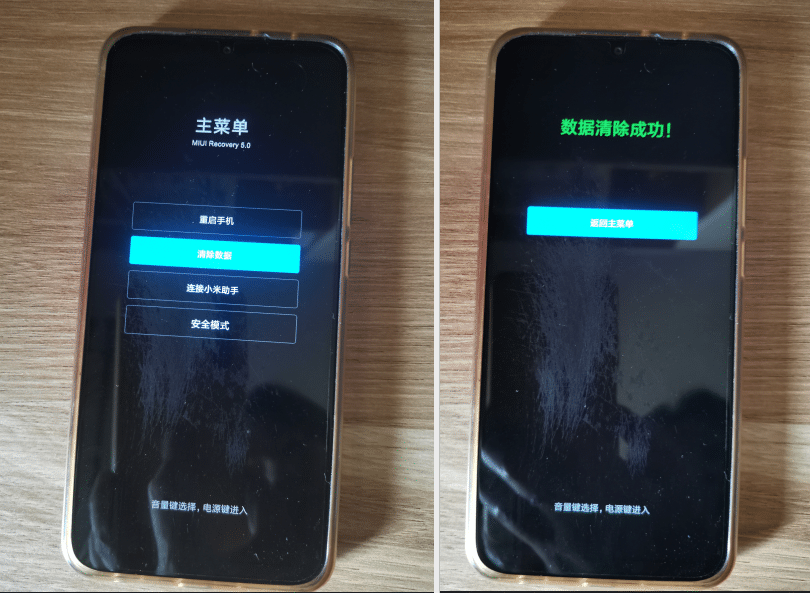 主菜单
MIUI Recovery 5.0
重启手机
清除数据
连接小米助手
安全模式
音量键选择，电源键进入
数据清除成功！
返回主菜单
音量键选择，电源键进入